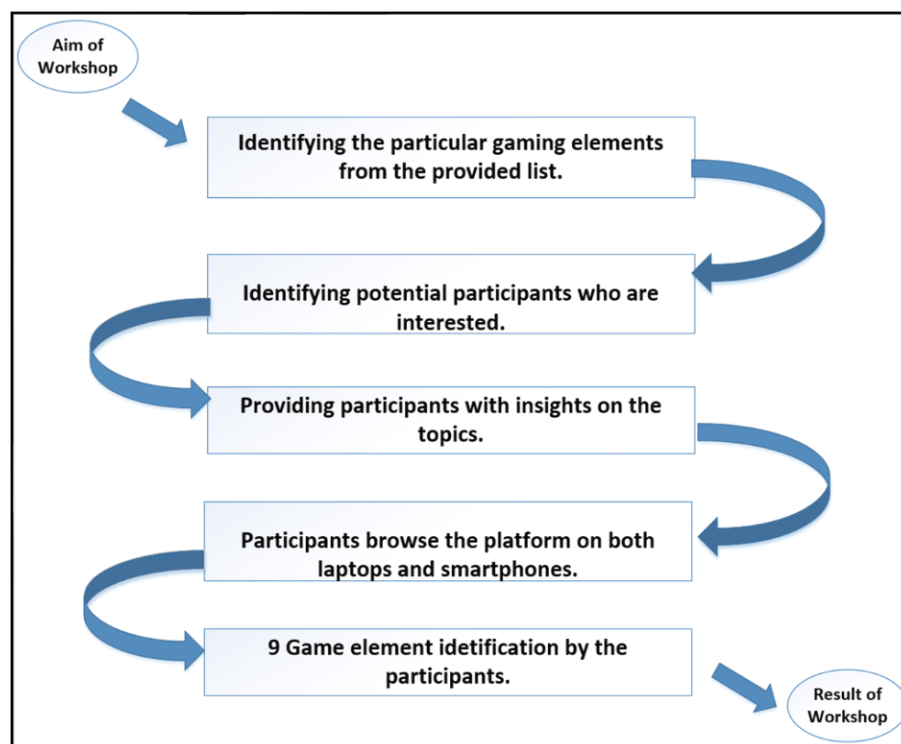 Aim of
Workshop
Identifying the particular gaming elements
from the provided list.
Identifying potential participants who are
interested.
Providing participants with insights on the
topics.
Participants browse the platform on both
laptops and smartphones.
9 Game element idetification by the
participants.
Result of
Workshop